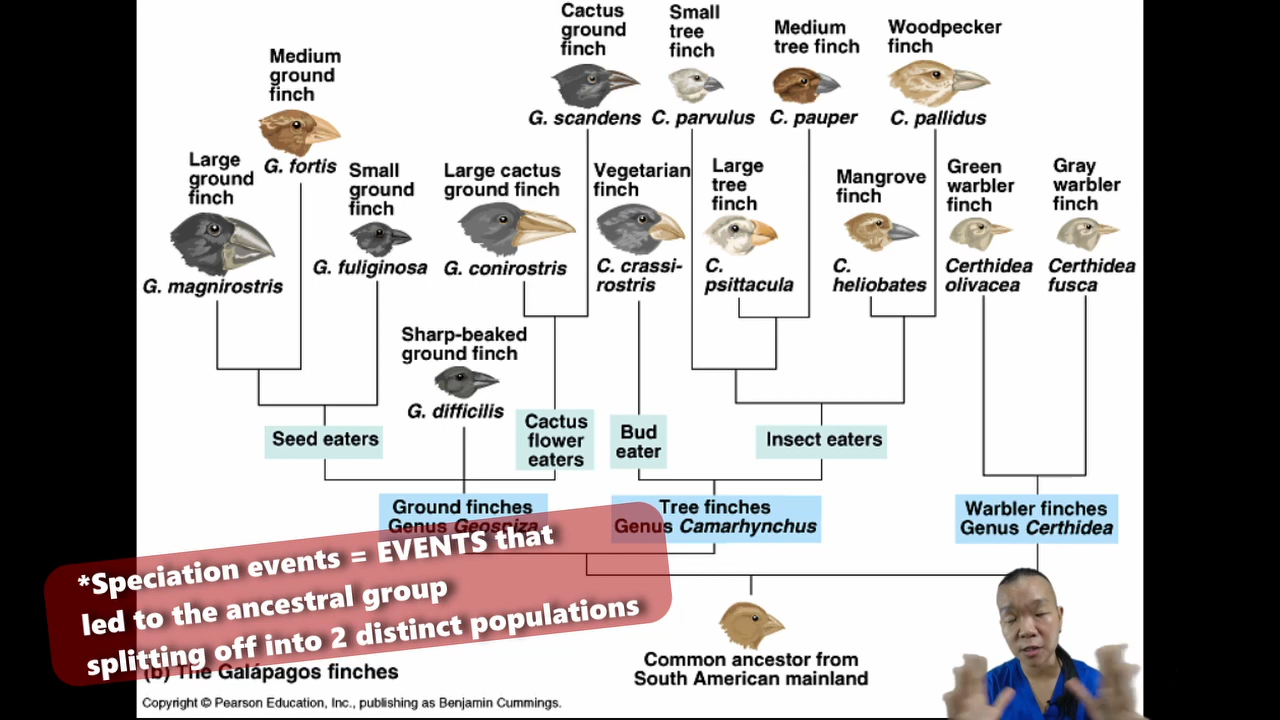 Cactus
ground
finch
G. scandens
Small
tree
finch
C. parvulus
Medium
tree finch
C. pauper
Woodpecker
finch
C. pallidus
Medium
ground
finch
G. fortis
Large
ground
finch
G. magnirostris
Small
ground
finch
G. fuliginosa
Large cactus
ground finch
G. conirostris
Vegetarian
finch
C. crassi-
rostris
Large
tree
finch
C.
psittacula
Mangrove
finch
C.
heliobates
Green
warbler
finch
Certhidea
olivacea
Gray
warbler
finch
Certhidea
fusca
Sharp-beaked
ground finch
G. difficilis
Seed eaters
Cactus
flower
eaters
Bud
eater
Insect eaters
Ground finches
Genus Geospiza
Tree finches
Genus Camarhynchus
Warbler finches
Genus Certhidea
*Speciation events = EVENTS that
led to the ancestral group
splitting off into 2 distinct populations
Common ancestor from
South American mainland
(b) The Galápagos finches
Copyright © Pearson Education, Inc., publishing as Benjamin Cummings.